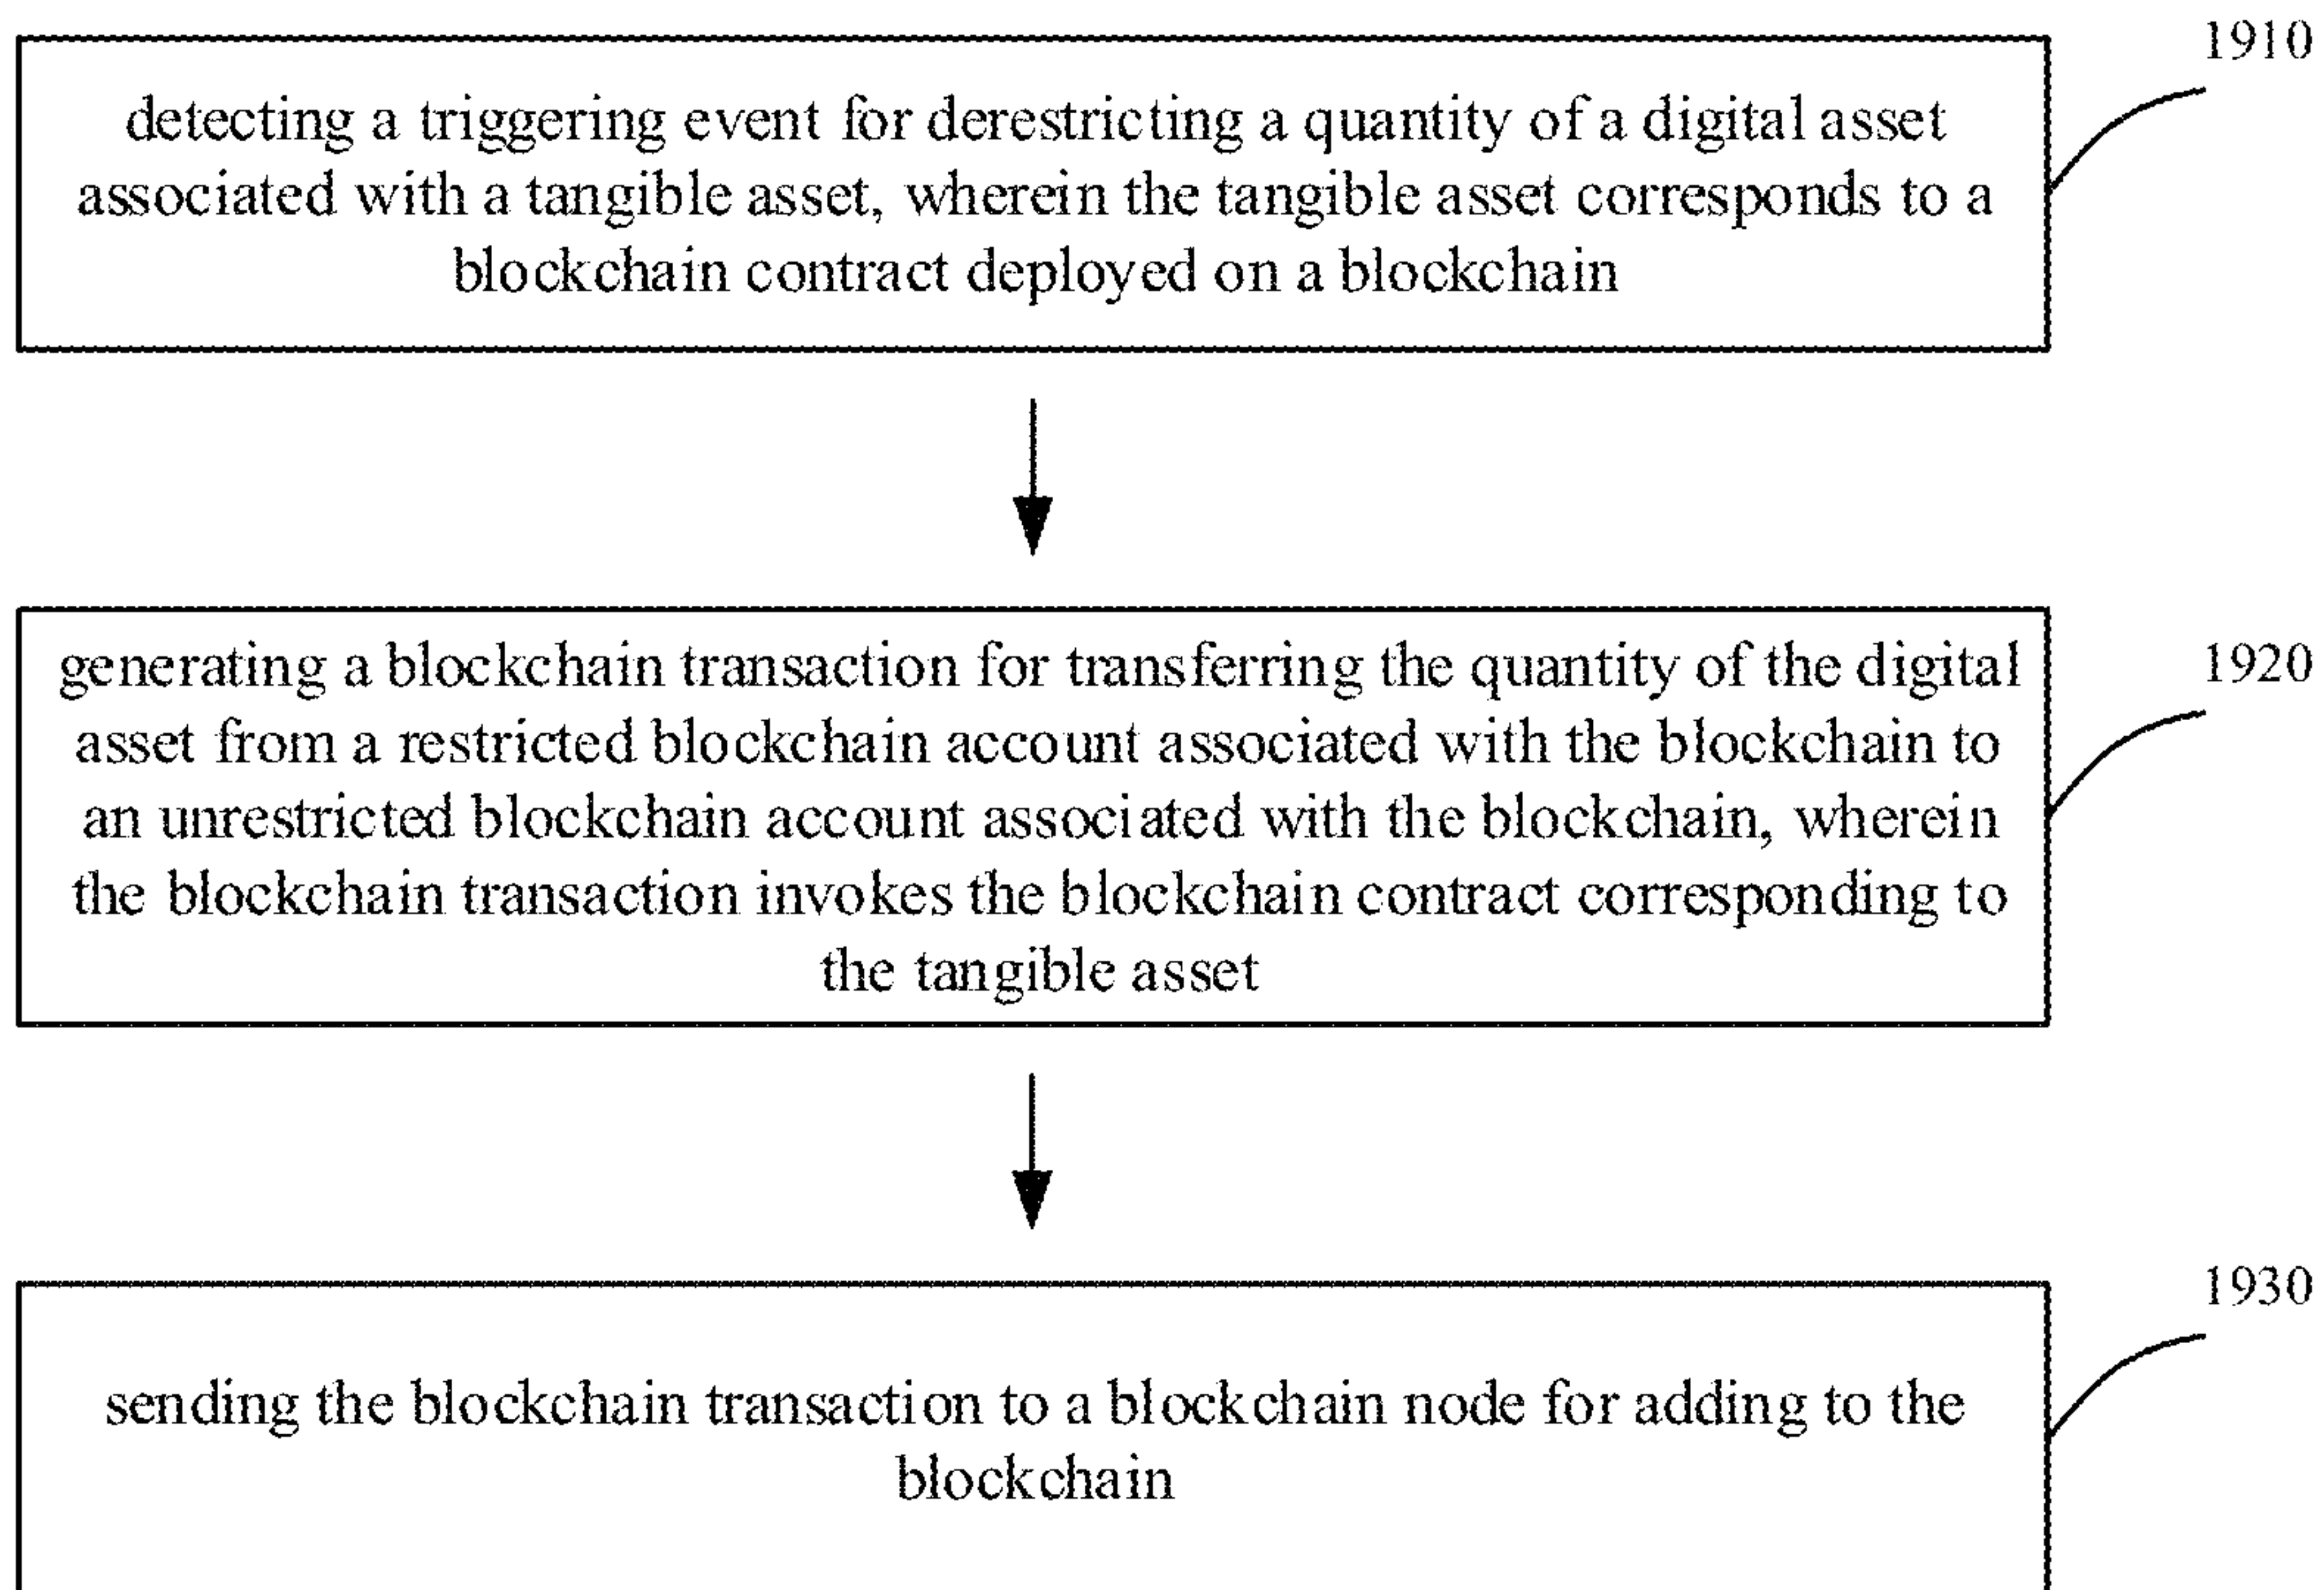 1910
detecting a triggering event for derestricting a quantity of a digital asset
associated with a tangible asset, wherein the tangible asset corresponds to a
blockchain contract deployed on a blockchain
1920
generating a blockchain transaction for transferring the quantity of the digital
asset from a restricted blockchain account associated with the blockchain to
an unrestricted blockchain account associated with the blockchain, wherein
the blockchain transaction invokes the blockchain contract corresponding to
the tangible asset
1930
sending the blockchain transaction to a blockchain node for adding to the
blockchain